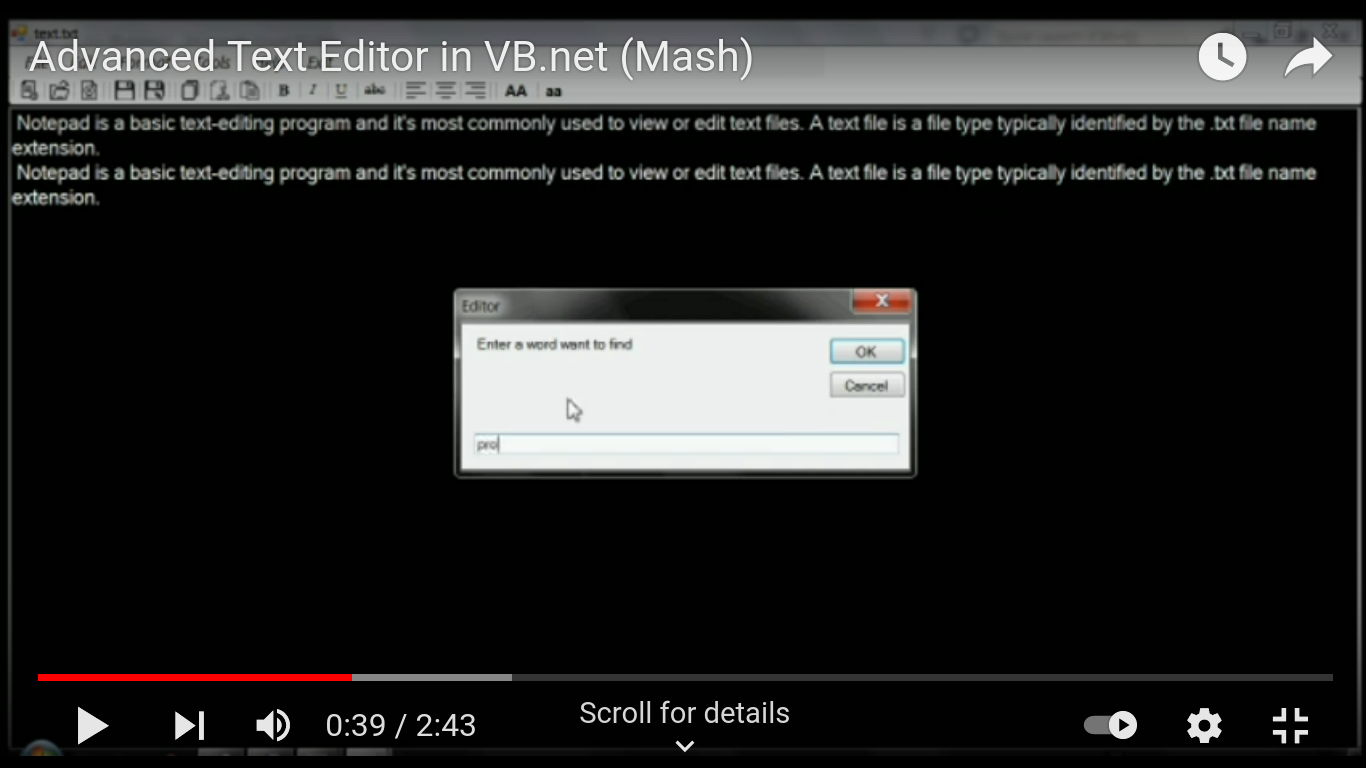 text.txt
Advanced Text Editor in VB.net (Mash)
B I U abc AA aa
Notepad is a basic text-editing program and it's most commonly used to view or edit text files. A text file is a file type typically identified by the .txt file name
extension.
Notepad is a basic text-editing program and it's most commonly used to view or edit text files. A text file is a file type typically identified by the .txt file name
extension.
Editor
Enter a word want to find
OK
Cancel
pro
Scroll for details
0:39 / 2:43